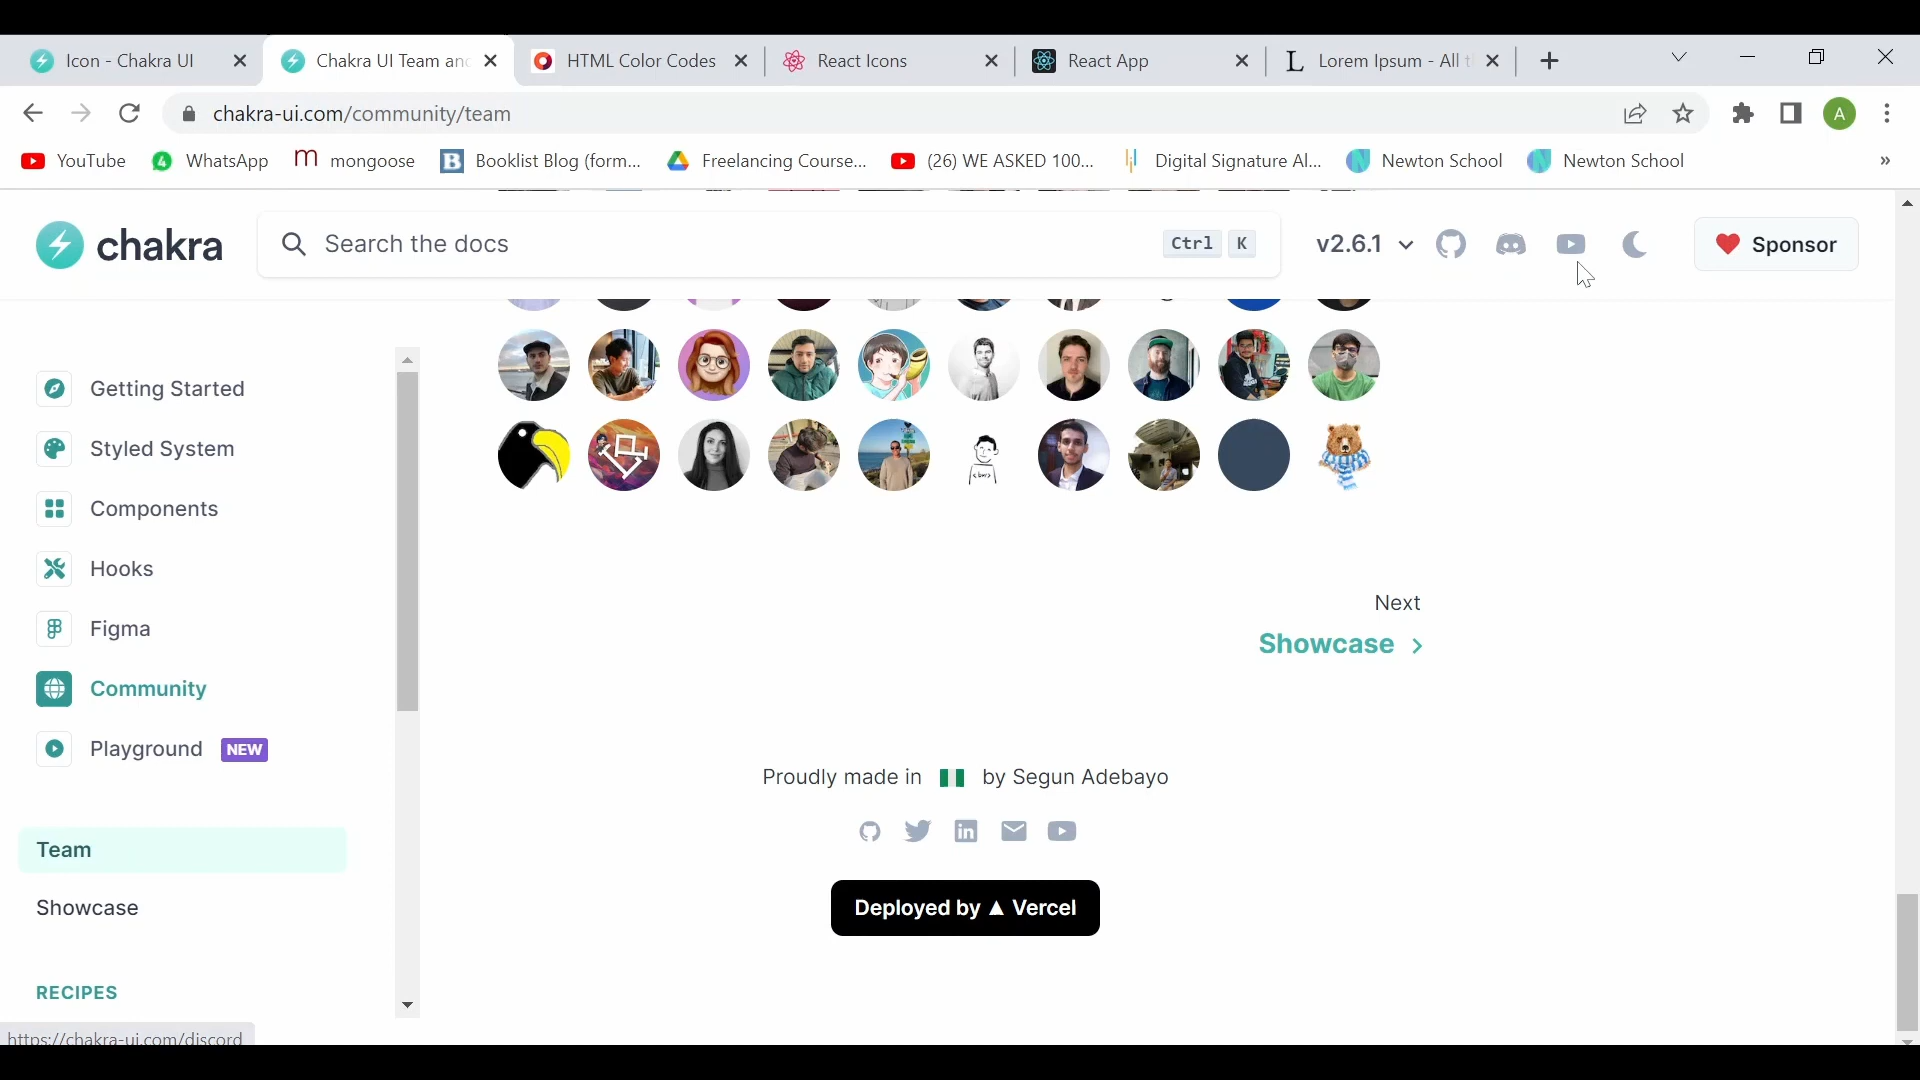 Icon - Chakra UI
Chakra UI Team and
HTML Color Codes
React Icons
React App
L Lorem Ipsum - All t
chakra-ui.com/community/team
A
YouTube
4 WhatsApp
m mongoose
B Booklist Blog (form...
Freelancing Course...
(26) WE ASKED 100...
Digital Signature Al...
Newton School
Newton School
»
chakra
Search the docs
Ctrl K
v2.6.1
Sponsor
Getting Started
Styled System
Components
Hooks
Figma
Community
Playground NEW
Team
Showcase
RECIPES
Next
Showcase
Proudly made in by Segun Adebayo
Deployed by ▲ Vercel
https://chakra-ui.com/discord